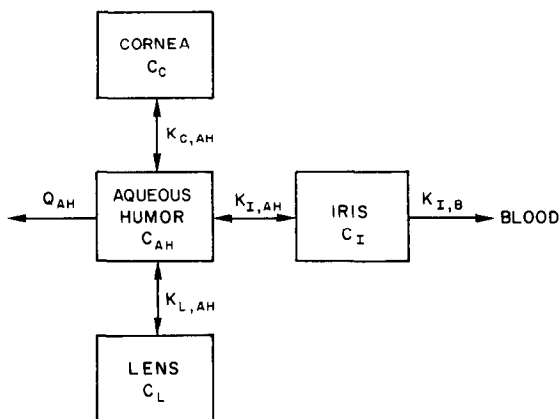 CORNEA
C_C
K_C,AH
Q_AH
AQUEOUS
HUMOR
C_AH
K_I,AH
IRIS
C_I
K_I,B
BLOOD
K_L,AH
LENS
C_L